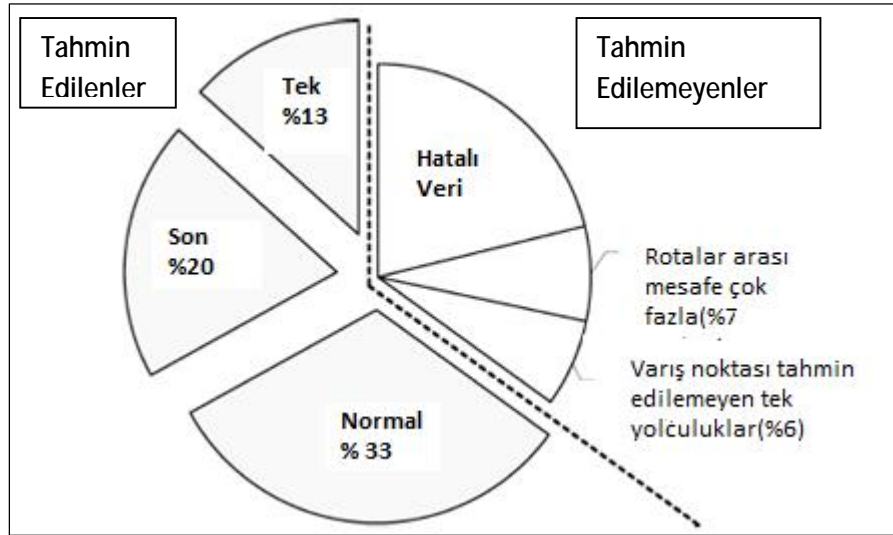 Tahmin
Edilenler
Tahmin
Edilemeyenler
Tek
%13
Hatalı
Veri
Son
%20
Rotalar arası
mesafe çok
fazla(%7
Varış noktası tahmin
edilemeyen tek
yolculuklar(%6)
Normal
% 33